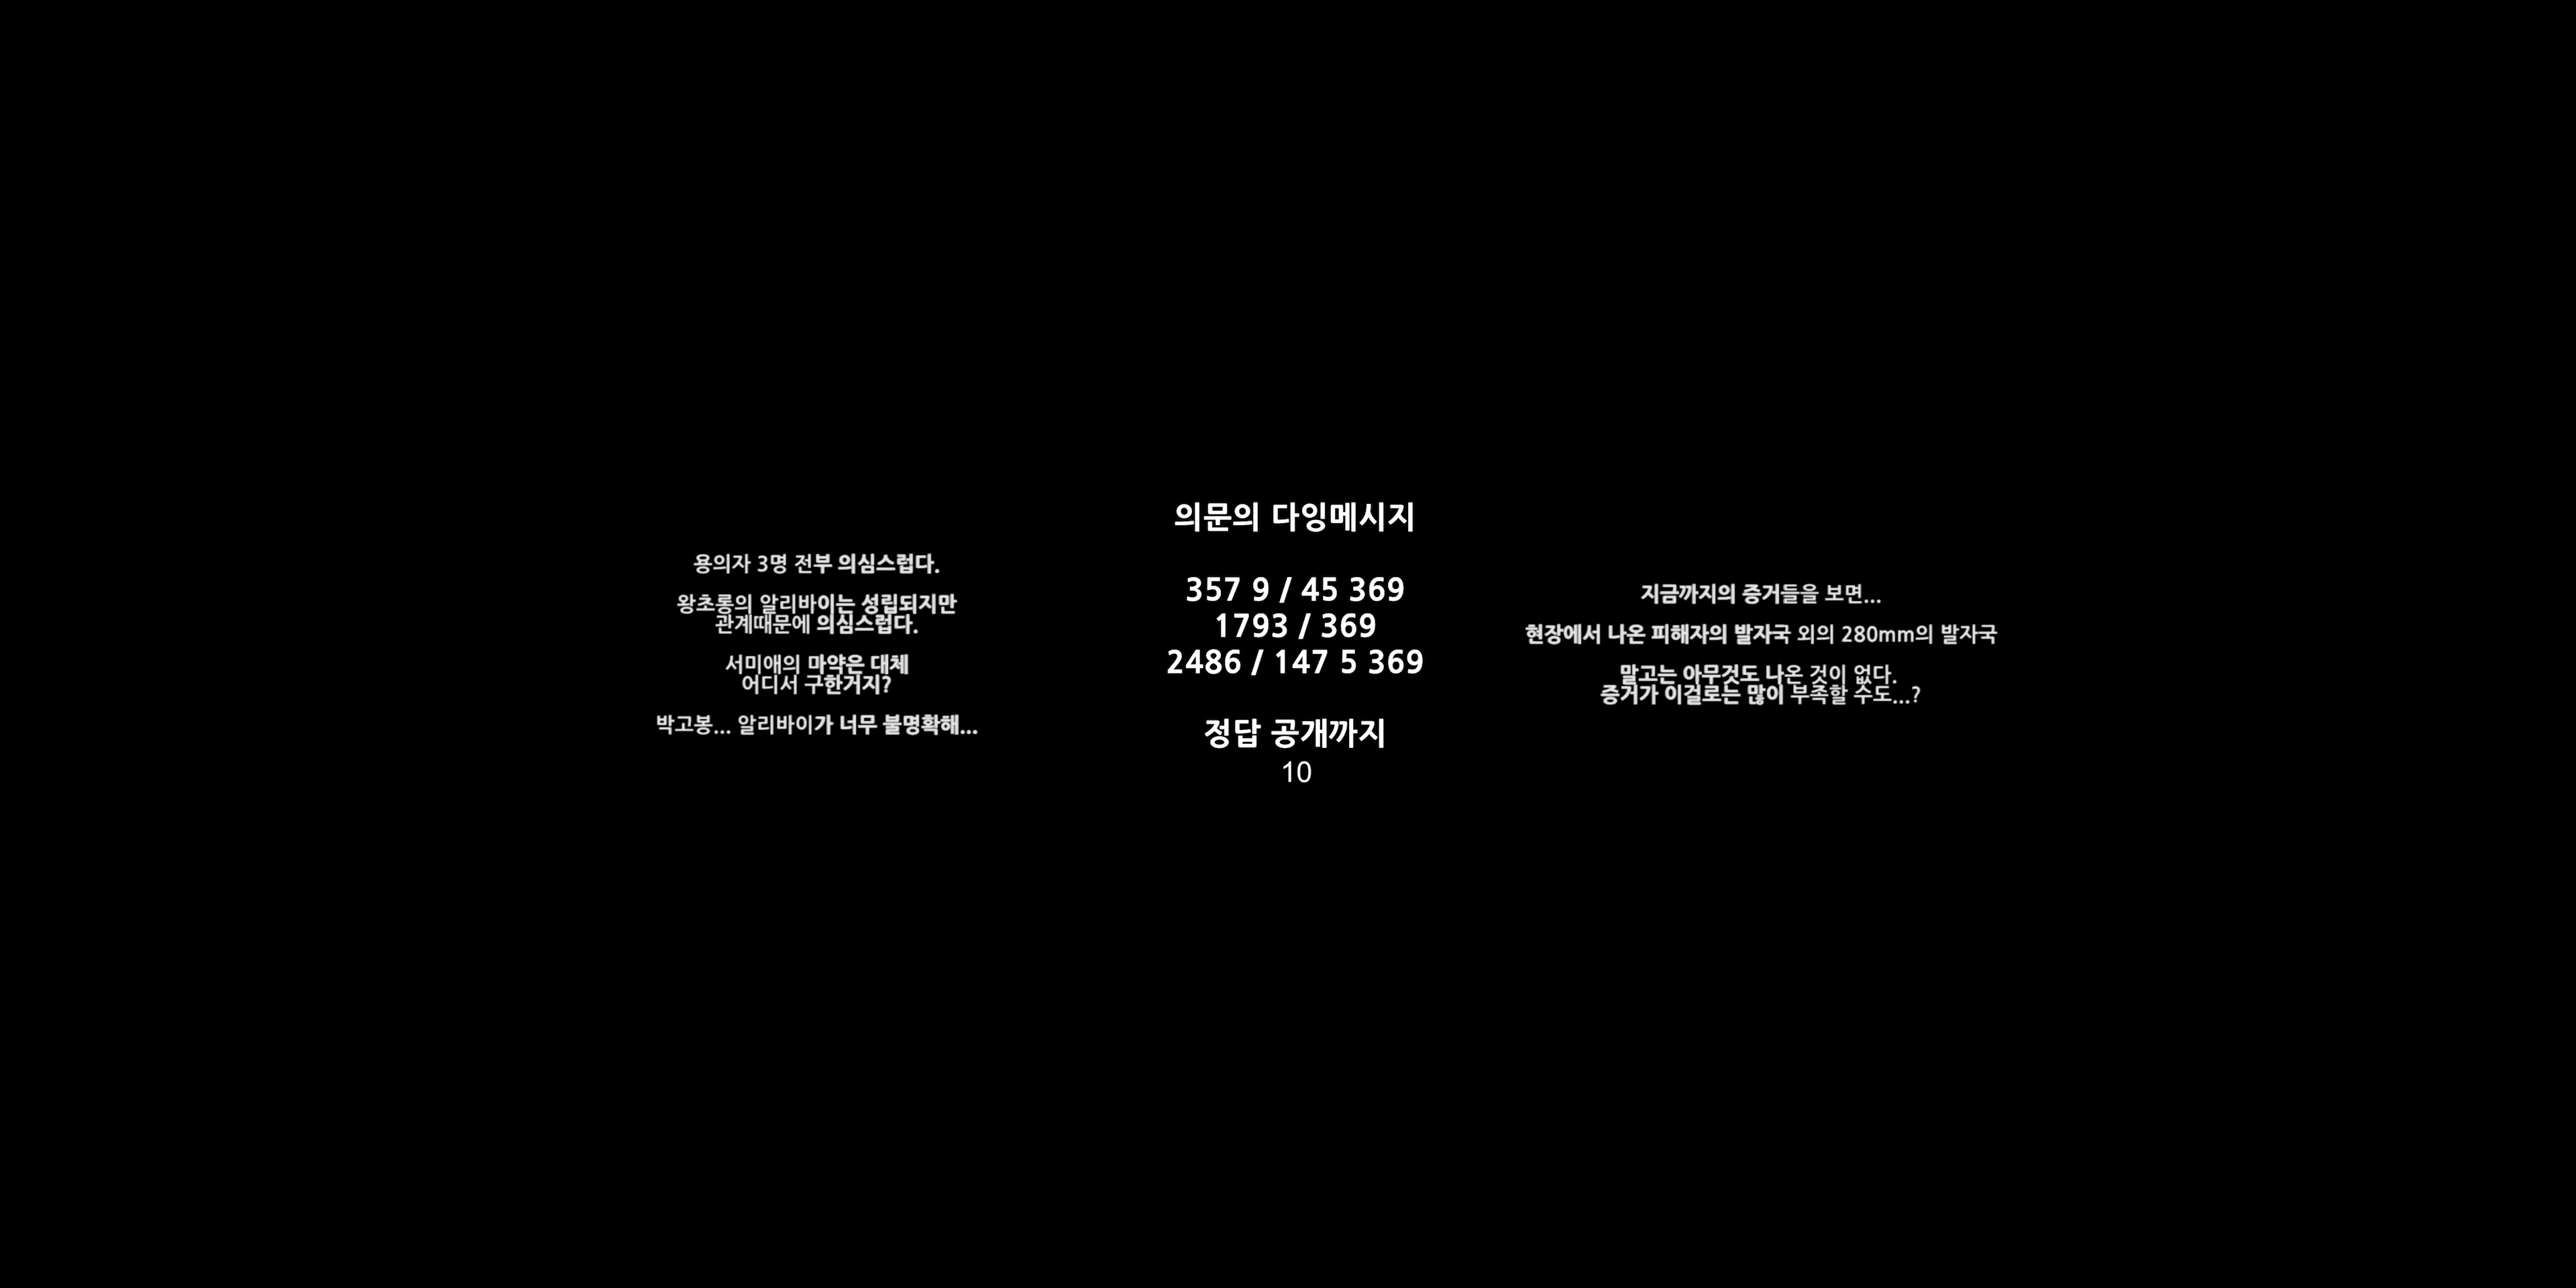 용의자 3명 전부 의심스럽다.
왕초롱의 알리바이는 성립되지만
관계때문에 의심스럽다.
서미애의 마약은 대체
어디서 구한거지?
박고봉... 알리바이가 너무 불명확해...
의문의 다잉메시지
357 9 / 45 369
1793 / 369
2486 / 147 5 369
정답 공개까지
10
지금까지의 증거들을 보면...
현장에서 나온 피해자의 발자국 외의 280mm의 발자국
말고는 아무것도 나온 것이 없다.
증거가 이걸로는 많이 부족할 수도...?